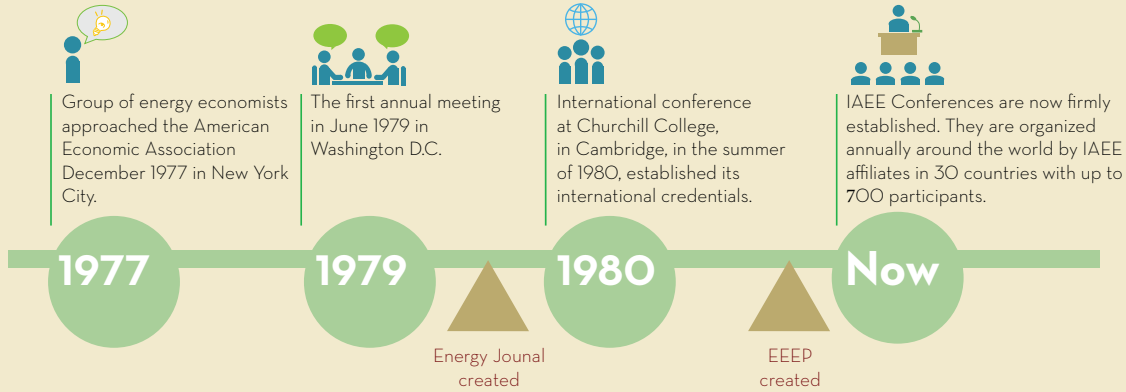 Group of energy economists
approached the American
Economic Association
December 1977 in New York
City.
The first annual meeting
in June 1979 in
Washington D.C.
International conference
at Churchill College,
in Cambridge, in the summer
of 1980, established its
international credentials.
IAEE Conferences are now firmly
established. They are organized
annually around the world by IAEE
affiliates in 30 countries with up to
700 participants.
1977
1979
1980
Now
Energy Jounal
created
EEEP
created